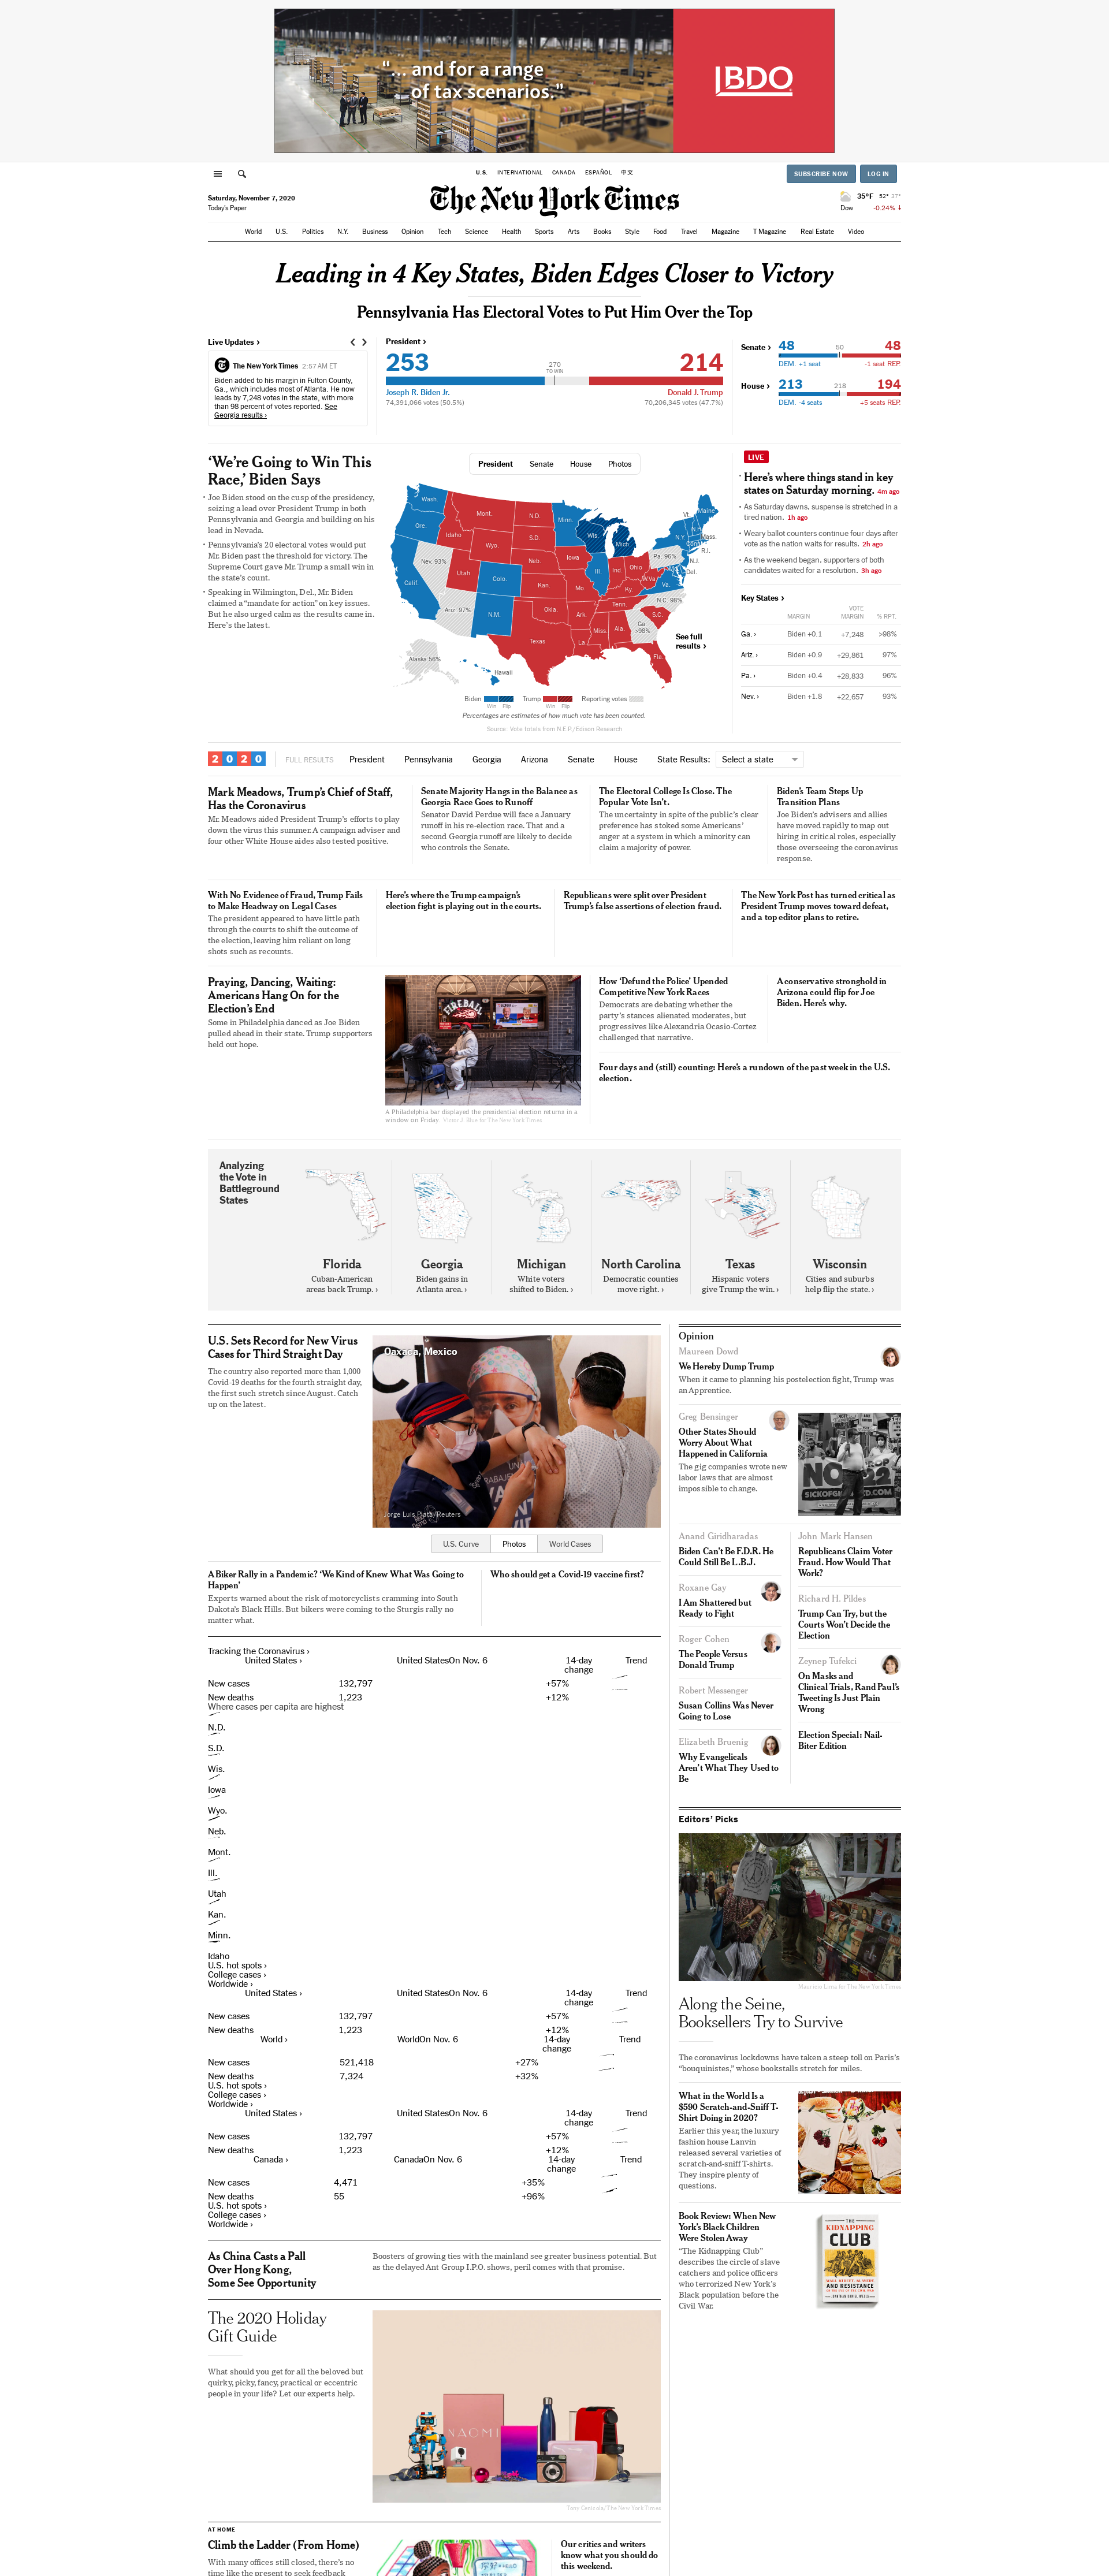 "... and for a range
of tax scenarios."
BDO
U.S. INTERNATIONAL CANADA ESPAÑOL 中文
SUBSCRIBE NOW LOG IN
Saturday, November 7, 2020
Today's Paper
The New York Times
35°F 52° 37°
Dow -0.24% ↓
World U.S. Politics N.Y. Business Opinion Tech Science Health Sports Arts Books Style Food Travel Magazine T Magazine Real Estate Video
Leading in 4 Key States, Biden Edges Closer to Victory
Pennsylvania Has Electoral Votes to Put Him Over the Top
Live Updates ›
The New York Times 2:57 AM ET
Biden added to his margin in Fulton County,
Ga., which includes most of Atlanta. He now
leads by 7,248 votes in the state, with more
than 98 percent of votes reported. See
Georgia results ›
President ›
253 214
270
TO WIN
Joseph R. Biden Jr. Donald J. Trump
74,391,066 votes (50.5%) 70,206,345 votes (47.7%)
Senate › 48 50 48
DEM. +1 seat -1 seat REP.
House › 213 218 194
DEM. -4 seats +5 seats REP.
‘We’re Going to Win This
Race,’ Biden Says
Joe Biden stood on the cusp of the presidency,
seizing a lead over President Trump in both
Pennsylvania and Georgia and building on his
lead in Nevada.
Pennsylvania's 20 electoral votes would put
Mr. Biden past the threshold for victory. The
Supreme Court gave Mr. Trump a small win in
the state's count.
Speaking in Wilmington, Del., Mr. Biden
claimed a “mandate for action” on key issues.
But he also urged calm as the results came in.
Here's the latest.
President Senate House Photos
Wash.
Ore.
Calif.
Nev. 93%
Idaho
Mont.
Wyo.
Utah
Colo.
Ariz. 97%
N.M.
N.D.
S.D.
Neb.
Kan.
Okla.
Texas
Minn.
Iowa
Mo.
Ark.
La.
Wis.
Ill.
Mich.
Ind.
Ohio
Ky.
Tenn.
Miss.
Ala.
Ga.
>98%
Fla.
S.C.
N.C. 98%
Va.
W.Va.
Pa. 96%
N.Y.
Vt.
N.H.
Maine
Mass.
Conn.
R.I.
N.J.
Del.
Alaska 56%
Hawaii
See full
results ›
Biden Trump Reporting votes
Win Flip Win Flip
Percentages are estimates of how much vote has been counted.
Source: Vote totals from N.E.P./Edison Research
LIVE
Here's where things stand in key
states on Saturday morning. 4m ago
As Saturday dawns, suspense is stretched in a
tired nation. 1h ago
Weary ballot counters continue four days after
vote as the nation waits for results. 2h ago
As the weekend began, supporters of both
candidates waited for a resolution. 3h ago
Key States ›
MARGIN VOTE MARGIN % RPT.
Ga. › Biden +0.1 +7,248 >98%
Ariz. › Biden +0.9 +29,861 97%
Pa. › Biden +0.4 +28,833 96%
Nev. › Biden +1.8 +22,657 93%
2020 FULL RESULTS President Pennsylvania Georgia Arizona Senate House State Results: Select a state
Mark Meadows, Trump's Chief of Staff,
Has the Coronavirus
Mr. Meadows aided President Trump's efforts to play
down the virus this summer. A campaign adviser and
four other White House aides also tested positive.
Senate Majority Hangs in the Balance as
Georgia Race Goes to Runoff
Senator David Perdue will face a January
runoff in his re-election race. That and a
second Georgia runoff are likely to decide
who controls the Senate.
The Electoral College Is Close. The
Popular Vote Isn't.
The uncertainty in spite of the public's clear
preference has stoked some Americans'
anger at a system in which a minority can
claim a majority of power.
Biden's Team Steps Up
Transition Plans
Joe Biden's advisers and allies
have moved rapidly to map out
hiring in critical roles, especially
those overseeing the coronavirus
response.
With No Evidence of Fraud, Trump Fails
to Make Headway on Legal Cases
The president appeared to have little path
through the courts to shift the outcome of
the election, leaving him reliant on long
shots such as recounts.
Here's where the Trump campaign's
election fight is playing out in the courts.
Republicans were split over President
Trump's false assertions of election fraud.
The New York Post has turned critical as
President Trump moves toward defeat,
and a top editor plans to retire.
Praying, Dancing, Waiting:
Americans Hang On for the
Election's End
Some in Philadelphia danced as Joe Biden
pulled ahead in their state. Trump supporters
held out hope.
FIREBALL
A Philadelphia bar displayed the presidential election returns in a
window on Friday. Victor J. Blue for The New York Times
How ‘Defund the Police’ Upended
Competitive New York Races
Democrats are debating whether the
party's stances alienated moderates, but
progressives like Alexandria Ocasio-Cortez
challenged that narrative.
A conservative stronghold in
Arizona could flip for Joe
Biden. Here's why.
Four days and (still) counting: Here's a rundown of the past week in the U.S.
election.
Analyzing
the Vote in
Battleground
States
Florida
Cuban-American
areas back Trump. ›
Georgia
Biden gains in
Atlanta area. ›
Michigan
White voters
shifted to Biden. ›
North Carolina
Democratic counties
move right. ›
Texas
Hispanic voters
give Trump the win. ›
Wisconsin
Cities and suburbs
help flip the state. ›
U.S. Sets Record for New Virus
Cases for Third Straight Day
The country also reported more than 1,000
Covid-19 deaths for the fourth straight day,
the first such stretch since August. Catch
up on the latest.
Oaxaca, Mexico
Jorge Luis Plata/Reuters
U.S. Curve Photos World Cases
A Biker Rally in a Pandemic? ‘We Kind of Knew What Was Going to
Happen’
Experts warned about the risk of motorcyclists cramming into South
Dakota's Black Hills. But bikers were coming to the Sturgis rally no
matter what.
Who should get a Covid-19 vaccine first?
Tracking the Coronavirus ›
United States › United StatesOn Nov. 6 14-day change Trend
New cases 132,797 +57%
New deaths 1,223 +12%
Where cases per capita are highest
N.D.
S.D.
Wis.
Iowa
Wyo.
Neb.
Mont.
Ill.
Utah
Kan.
Minn.
Idaho
U.S. hot spots ›
College cases ›
Worldwide ›
United States › United StatesOn Nov. 6 14-day change Trend
New cases 132,797 +57%
New deaths 1,223 +12%
World › WorldOn Nov. 6 14-day change Trend
New cases 521,418 +27%
New deaths 7,324 +32%
U.S. hot spots ›
College cases ›
Worldwide ›
United States › United StatesOn Nov. 6 14-day change Trend
New cases 132,797 +57%
New deaths 1,223 +12%
Canada › CanadaOn Nov. 6 14-day change Trend
New cases 4,471 +35%
New deaths 55 +96%
U.S. hot spots ›
College cases ›
Worldwide ›
As China Casts a Pall
Over Hong Kong,
Some See Opportunity
Boosters of growing ties with the mainland see greater business potential. But
as the delayed Ant Group I.P.O. shows, peril comes with that promise.
The 2020 Holiday
Gift Guide
What should you get for all the beloved but
quirky, picky, fancy, practical or eccentric
people in your life? Let our experts help.
NAOMI
Tony Cenicola/The New York Times
AT HOME
Climb the Ladder (From Home)
With many offices still closed, there's no
time like the present to seek feedback
Our critics and writers
know what you should do
this weekend.
Opinion
Maureen Dowd
We Hereby Dump Trump
When it came to planning his postelection fight, Trump was
an Apprentice.
Greg Bensinger
Other States Should
Worry About What
Happened in California
The gig companies wrote new
labor laws that are almost
impossible to change.
NO 22
Anand Giridharadas
Biden Can't Be F.D.R. He
Could Still Be L.B.J.
Roxane Gay
I Am Shattered but
Ready to Fight
Roger Cohen
The People Versus
Donald Trump
Robert Messenger
Susan Collins Was Never
Going to Lose
Elizabeth Bruenig
Why Evangelicals
Aren't What They Used to
Be
John Mark Hansen
Republicans Claim Voter
Fraud. How Would That
Work?
Richard H. Pildes
Trump Can Try, but the
Courts Won't Decide the
Election
Zeynep Tufekci
On Masks and
Clinical Trials, Rand Paul's
Tweeting Is Just Plain
Wrong
Election Special: Nail-
Biter Edition
Editors' Picks
Mauricio Lima for The New York Times
Along the Seine,
Booksellers Try to Survive
The coronavirus lockdowns have taken a steep toll on Paris's
“bouquinistes,” whose bookstalls stretch for miles.
What in the World Is a
$590 Scratch-and-Sniff T-
Shirt Doing in 2020?
Earlier this year, the luxury
fashion house Lanvin
released several varieties of
scratch-and-sniff T-shirts.
They inspire plenty of
questions.
Book Review: When New
York's Black Children
Were Stolen Away
“The Kidnapping Club”
describes the circle of slave
catchers and police officers
who terrorized New York's
Black population before the
Civil War.
THE
KIDNAPPING
CLUB
AND RESISTANCE